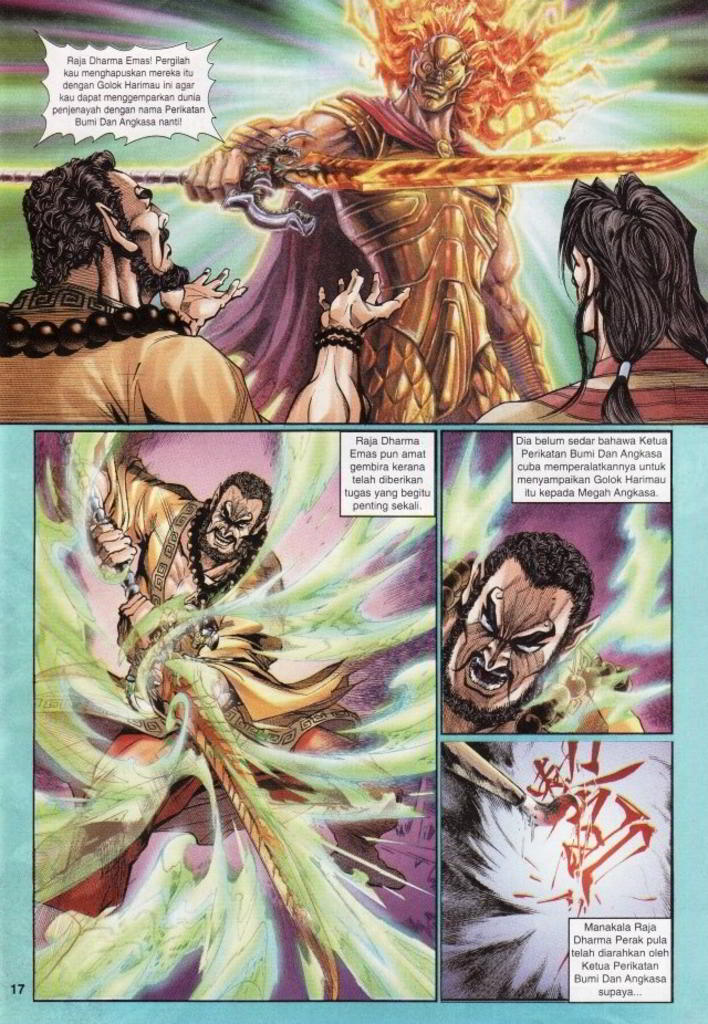 Raja Dharma Emas! Pergilah
kau menghapuskan mereka itu
dengan Golok Harimau ini agar
kau dapat menggemparkan dunia
penjenayah dengan nama Perikatan
Bumi Dan Angkasa nanti!
Raja Dharma
Emas pun amat
gembira kerana
telah diberikan
tugas yang begitu
penting sekali.
Dia belum sedar bahawa Ketua
Perikatan Bumi Dan Angkasa
cuba memperalatkannya untuk
menyampaikan Golok Harimau
itu kepada Megah Angkasa.
Manakala Raja
Dharma Perak pula
telah diarahkan oleh
Ketua Perikatan
Bumi Dan Angkasa
supaya...
17